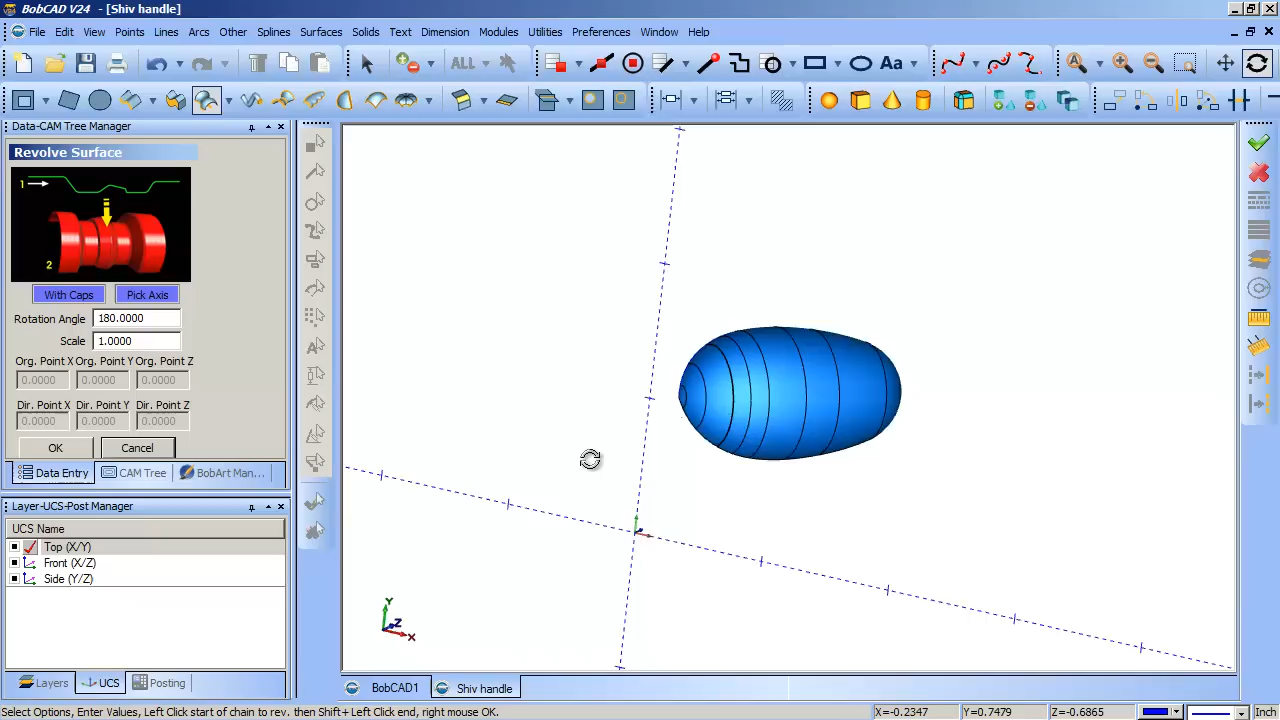 BobCAD V24 - [Shiv handle]
File Edit View Points Lines Arcs Other Splines Surfaces Solids Text Dimension Modules Utilities Preferences Window Help
ALL
Aa
Data-CAM Tree Manager
Revolve Surface
1
2
With Caps Pick Axis
Rotation Angle 180.0000
Scale 1.0000
Org. Point X Org. Point Y Org. Point Z
0.0000 0.0000 0.0000
Dir. Point X Dir. Point Y Dir. Point Z
0.0000 0.0000 0.0000
OK Cancel
Data Entry CAM Tree BobArt Man...
Layer-UCS-Post Manager
UCS Name
Top (X/Y)
Front (X/Z)
Side (Y/Z)
Layers UCS Posting
Y
Z
X
BobCAD1 Shiv handle
Select Options, Enter Values, Left Click start of chain to rev. then Shift+ Left Click end, right mouse OK. X=-0.2347 Y=0.7479 Z=-0.6865 Inch